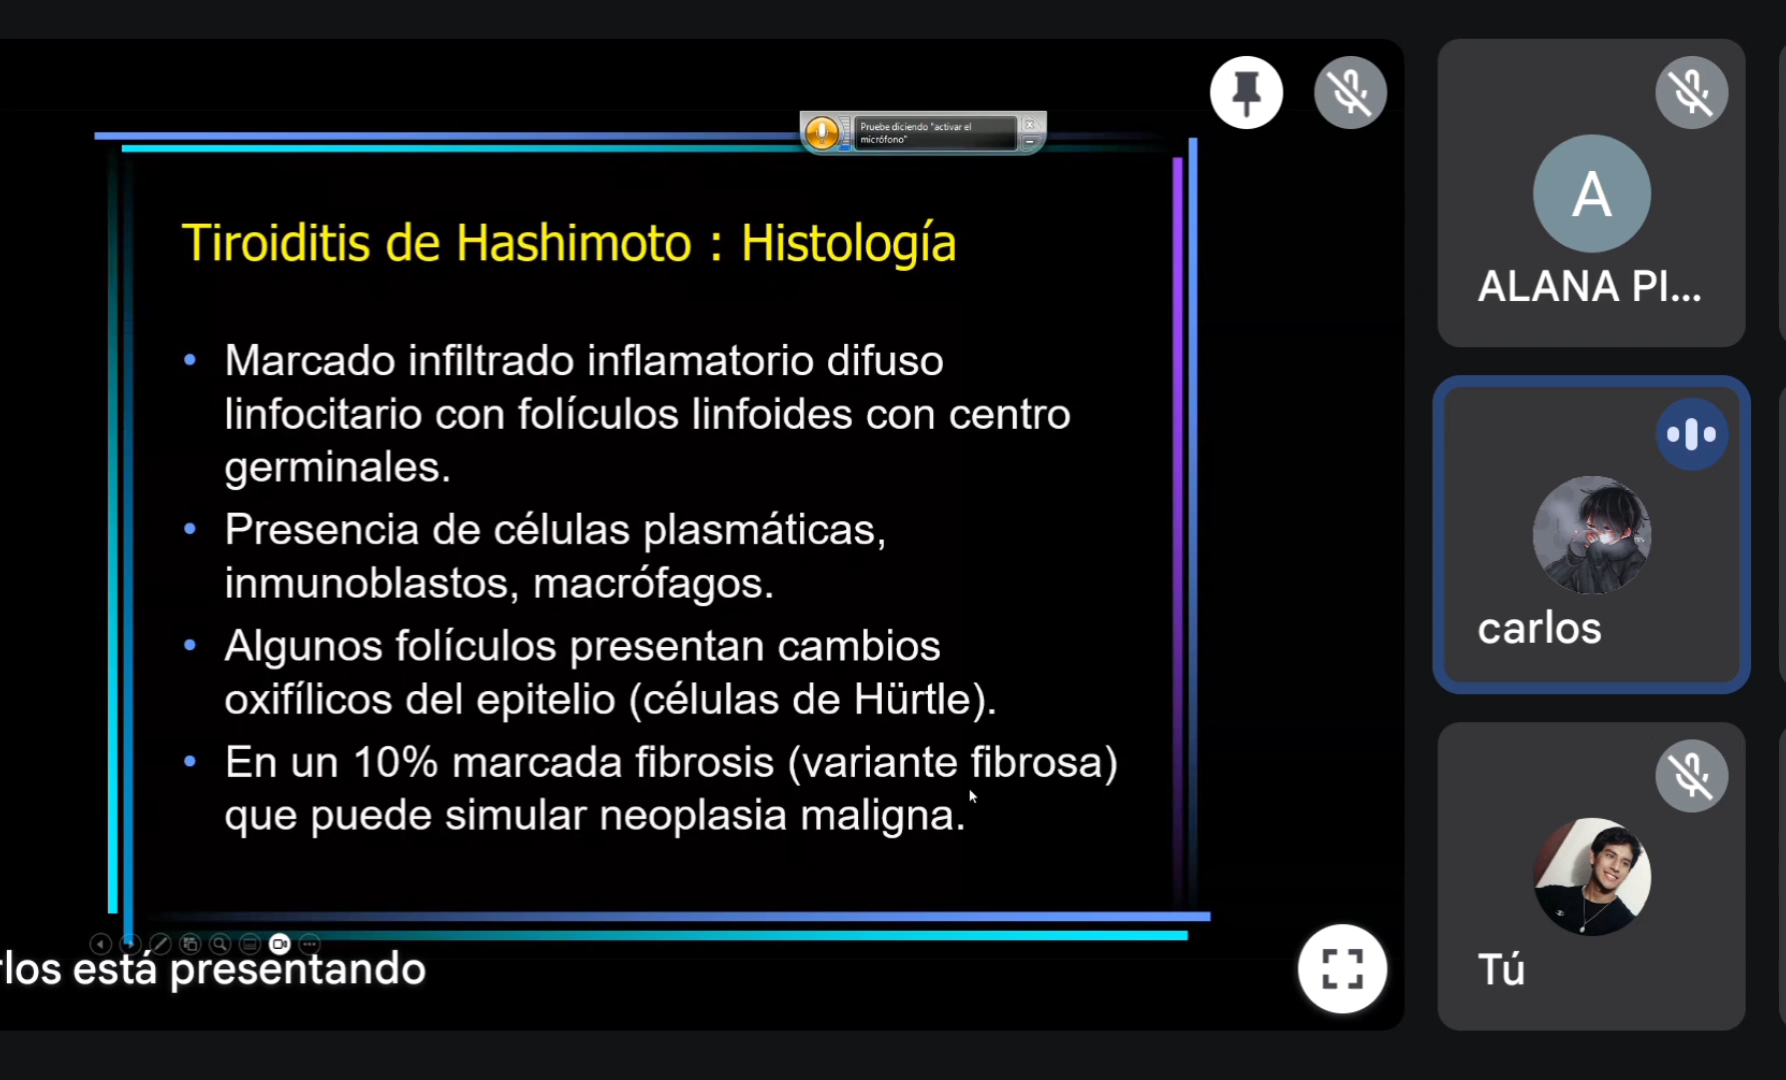 Pruebe diciendo "activar el
micrófono"
Tiroiditis de Hashimoto : Histología
• Marcado infiltrado inflamatorio difuso
linfocitario con folículos linfoides con centro
germinales.
• Presencia de células plasmáticas,
inmunoblastos, macrófagos.
• Algunos folículos presentan cambios
oxifílicos del epitelio (células de Hürtle).
• En un 10% marcada fibrosis (variante fibrosa)
que puede simular neoplasia maligna.
rlos está presentando
A
ALANA PI...
carlos
Tú